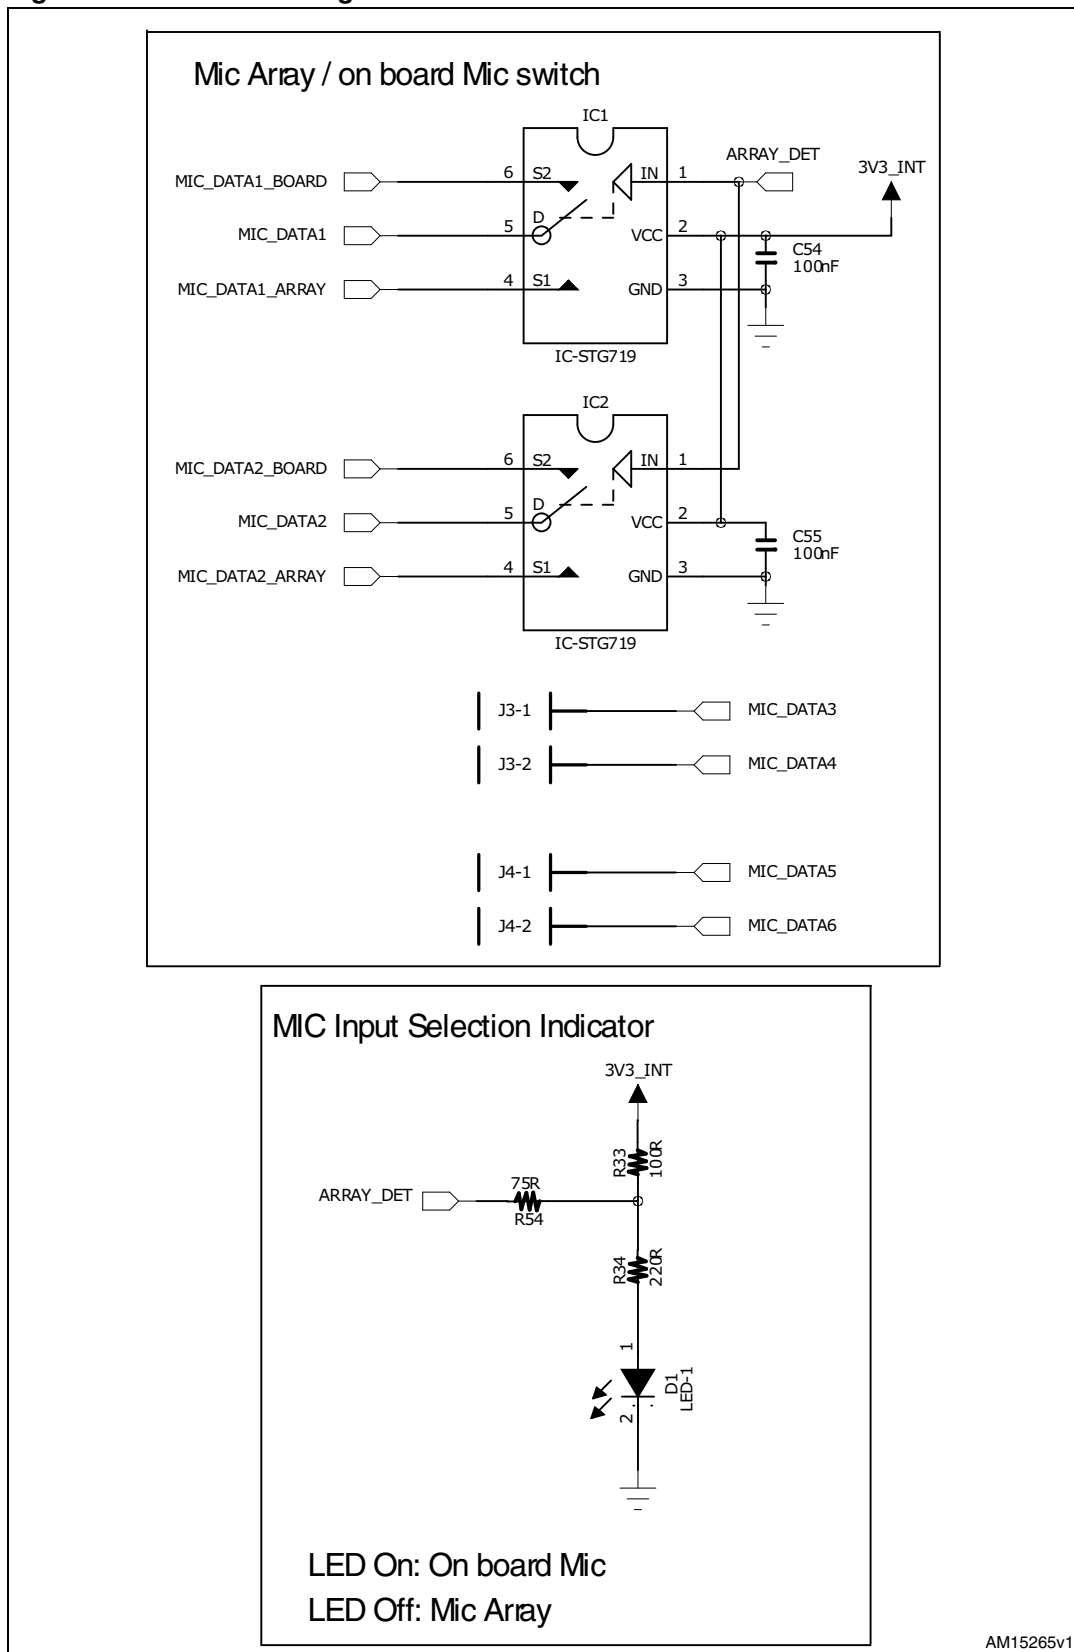 Mic Array / on board Mic switch
IC1
ARRAY_DET
3V3_INT
MIC_DATA1_BOARD 6 S2 IN 1
MIC_DATA1 5 D VCC 2
C54
100nF
MIC_DATA1_ARRAY 4 S1 GND 3
IC-STG719
IC2
MIC_DATA2_BOARD 6 S2 IN 1
MIC_DATA2 5 D VCC 2
C55
100nF
MIC_DATA2_ARRAY 4 S1 GND 3
IC-STG719
J3-1 MIC_DATA3
J3-2 MIC_DATA4
J4-1 MIC_DATA5
J4-2 MIC_DATA6
MIC Input Selection Indicator
3V3_INT
R33
100R
ARRAY_DET
75R
R54
R34
220R
1
D1
LED-1
2
LED On: On board Mic
LED Off: Mic Array
AM15265v1